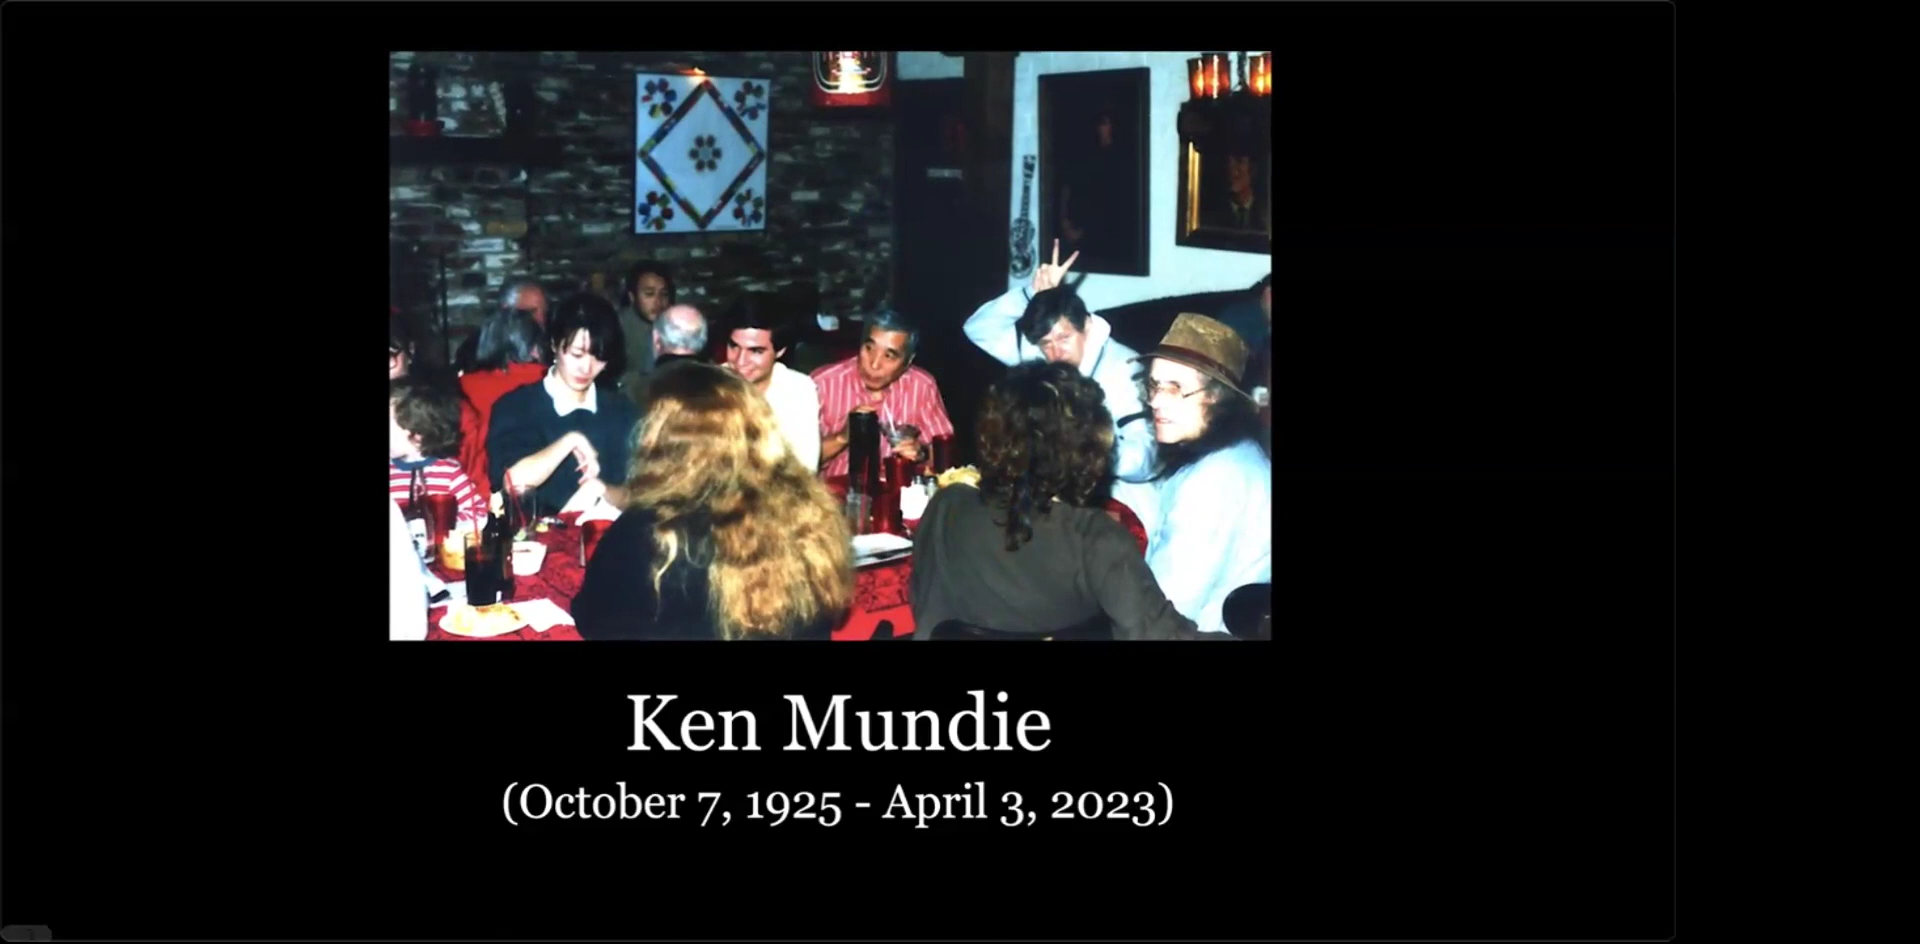 Ken Mundie
(October 7, 1925 - April 3, 2023)